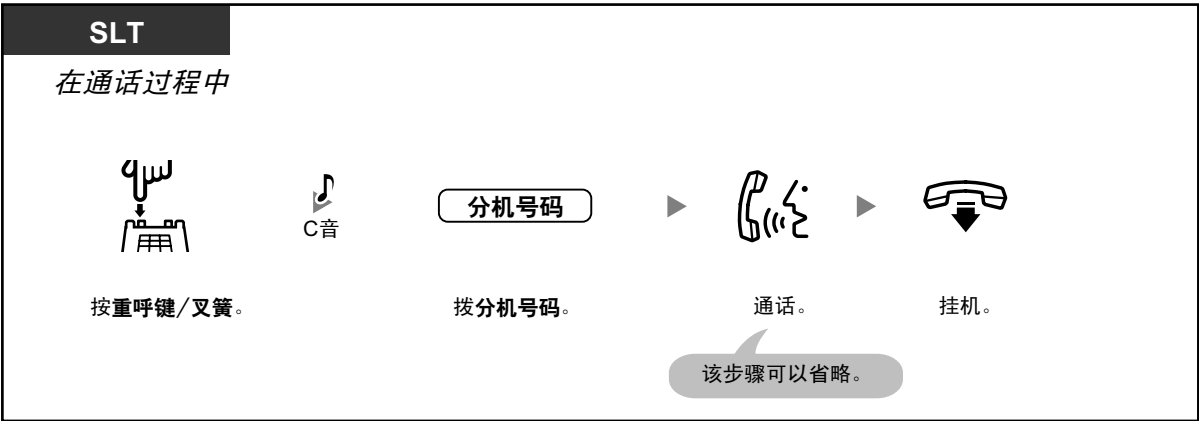 SLT
在通话过程中
C音
分机号码
按重呼键/叉簧。
拨分机号码。
通话。
挂机。
该步骤可以省略。